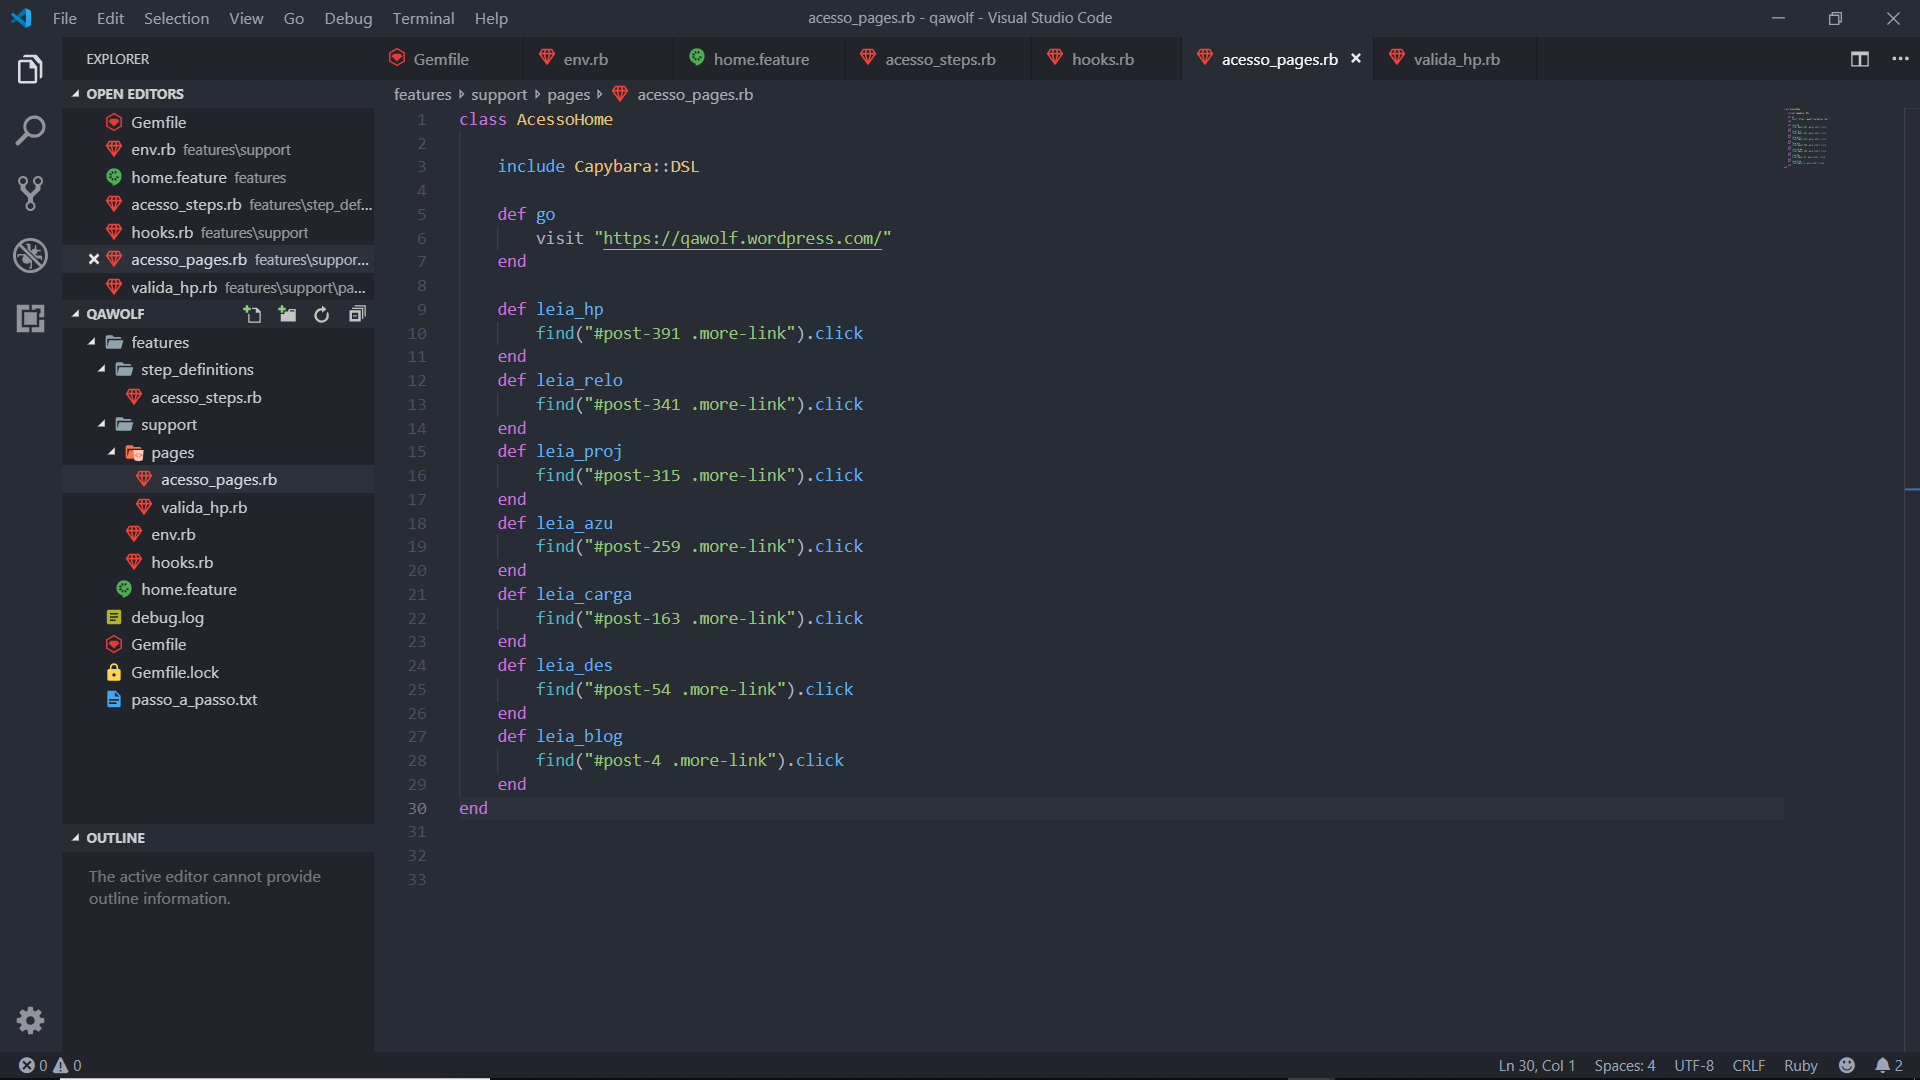 File Edit Selection View Go Debug Terminal Help
acesso_pages.rb - qawolf - Visual Studio Code
EXPLORER
OPEN EDITORS
Gemfile
env.rb features\support
home.feature features
acesso_steps.rb features\step_def...
hooks.rb features\support
acesso_pages.rb features\suppor...
valida_hp.rb features\support\pa...
QAWOLF
features
step_definitions
acesso_steps.rb
support
pages
acesso_pages.rb
valida_hp.rb
env.rb
hooks.rb
home.feature
debug.log
Gemfile
Gemfile.lock
passo_a_passo.txt
OUTLINE
The active editor cannot provide
outline information.
Gemfile env.rb home.feature acesso_steps.rb hooks.rb acesso_pages.rb valida_hp.rb
features support pages acesso_pages.rb
1 class AcessoHome
2
3 include Capybara::DSL
4
5 def go
6 visit "https://qawolf.wordpress.com/"
7 end
8
9 def leia_hp
10 find("#post-391 .more-link").click
11 end
12 def leia_relo
13 find("#post-341 .more-link").click
14 end
15 def leia_proj
16 find("#post-315 .more-link").click
17 end
18 def leia_azu
19 find("#post-259 .more-link").click
20 end
21 def leia_carga
22 find("#post-163 .more-link").click
23 end
24 def leia_des
25 find("#post-54 .more-link").click
26 end
27 def leia_blog
28 find("#post-4 .more-link").click
29 end
30 end
31
32
33
0 0
Ln 30, Col 1 Spaces: 4 UTF-8 CRLF Ruby 2